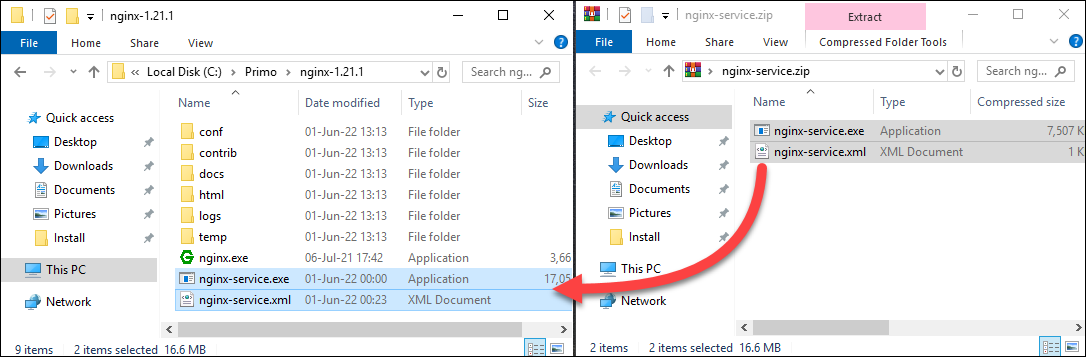 nginx-1.21.1
File Home Share View
Local Disk (C:) Primo nginx-1.21.1
Search ng...
Quick access
Desktop
Downloads
Documents
Pictures
Install
This PC
Network
Name Date modified Type Size
conf 01-Jun-22 13:13 File folder
contrib 01-Jun-22 13:13 File folder
docs 01-Jun-22 13:13 File folder
html 01-Jun-22 13:13 File folder
logs 01-Jun-22 13:13 File folder
temp 01-Jun-22 13:13 File folder
nginx.exe 06-Jul-21 17:42 Application 3,66
nginx-service.exe 01-Jun-22 00:00 Application 17,05
nginx-service.xml 01-Jun-22 00:23 XML Document
9 items 2 items selected 16.6 MB
nginx-service.zip Extract
File Home Share View Compressed Folder Tools
nginx-service.zip
Search ng...
Quick access
Desktop
Downloads
Documents
Pictures
Install
This PC
Network
Name Type Compressed size
nginx-service.exe Application 7,507 K
nginx-service.xml XML Document 1 K
2 items 2 items selected 16.6 MB